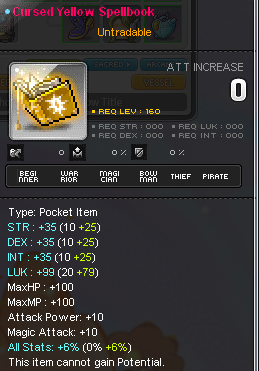 • Cursed Yellow Spellbook
Untradable
ATT INCREASE
0
• REQ LEV : 160
• REQ STR : 000 • REQ LUK : 000
• REQ DEX : 000 • REQ INT : 000
0 0 % 0 %
BEGINNER WARRIOR MAGICIAN BOWMAN THIEF PIRATE
Type: Pocket Item
STR : +35 (10 +25)
DEX : +35 (10 +25)
INT : +35 (10 +25)
LUK : +99 (20 +79)
MaxHP : +100
MaxMP : +100
Attack Power: +10
Magic Attack: +10
All Stats: +6% (0% +6%)
This item cannot gain Potential.